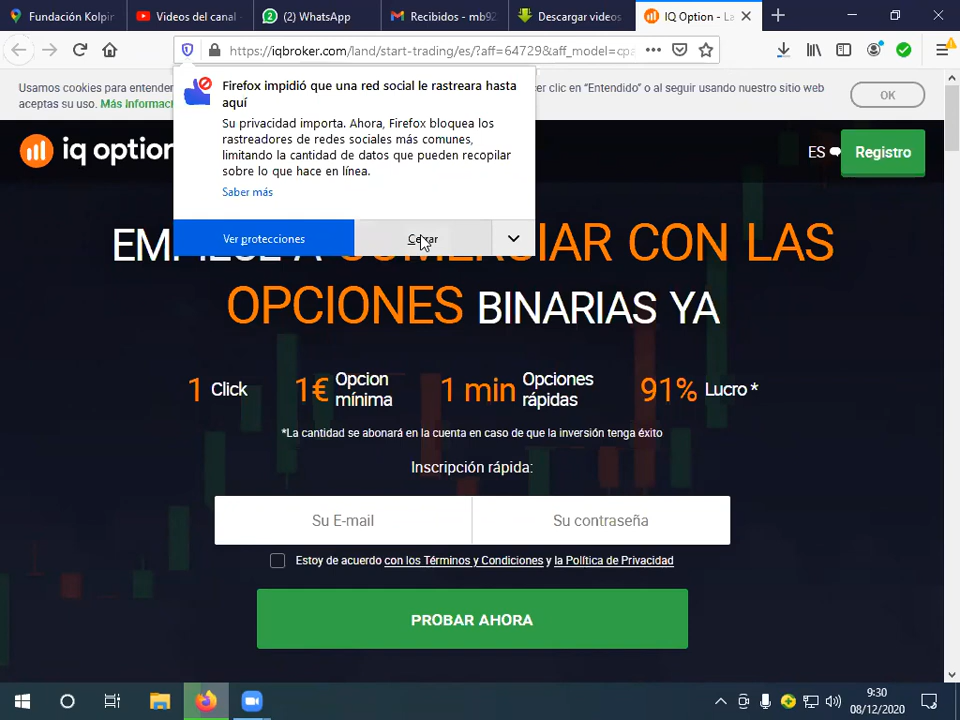 Fundación Kolpin
Videos del canal -
(2) WhatsApp
Recibidos - mb92
Descargar videos
IQ Option - La
https://iqbroker.com/land/start-trading/es/?aff=64729&aff_model=cpa
Usamos cookies para entender
er clic en “Entendido” o al seguir usando nuestro sitio web
aceptas su uso. Más informaci
OK
Firefox impidió que una red social le rastreara hasta
aquí
Su privacidad importa. Ahora, Firefox bloquea los
rastreadores de redes sociales más comunes,
limitando la cantidad de datos que pueden recopilar
sobre lo que hace en línea.
Saber más
Ver protecciones
Cerrar
iq option
ES
Registro
EMPIECE A COMERCIAR CON LAS
OPCIONES BINARIAS YA
1 Click
1€ Opcion
mínima
1 min Opciones
rápidas
91% Lucro *
*La cantidad se abonará en la cuenta en caso de que la inversión tenga éxito
Inscripción rápida:
Su E-mail
Su contraseña
Estoy de acuerdo con los Términos y Condiciones y la Política de Privacidad
PROBAR AHORA
9:30
08/12/2020